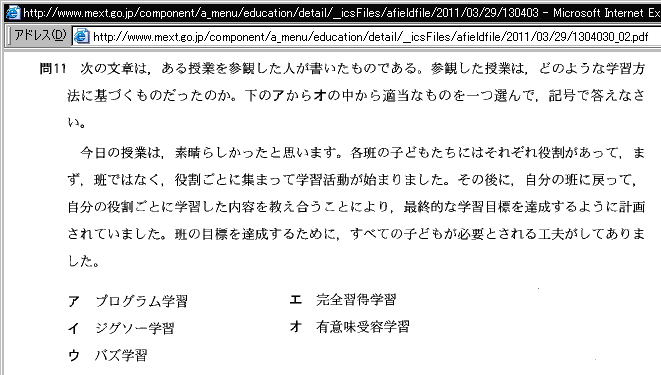 http://www.mext.go.jp/component/a_menu/education/detail/_icsFiles/afieldfile/2011/03/29/130403 - Microsoft Internet Ex
アドレス(D) http://www.mext.go.jp/component/a_menu/education/detail/_icsFiles/afieldfile/2011/03/29/1304030_02.pdf
問11 次の文章は，ある授業を参観した人が書いたものである。参観した授業は，どのような学習方
法に基づくものだったのか。下のアからオの中から適当なものを一つ選んで，記号で答えなさ
い。
今日の授業は，素晴らしかったと思います。各班の子どもたちにはそれぞれ役割があって，ま
ず，班ではなく，役割ごとに集まって学習活動が始まりました。その後に，自分の班に戻って，
自分の役割ごとに学習した内容を教え合うことにより，最終的な学習目標を達成するように計画
されていました。班の目標を達成するために，すべての子どもが必要とされる工夫がしてありま
した。
ア プログラム学習 エ 完全習得学習
イ ジグソー学習 オ 有意味受容学習
ウ バズ学習